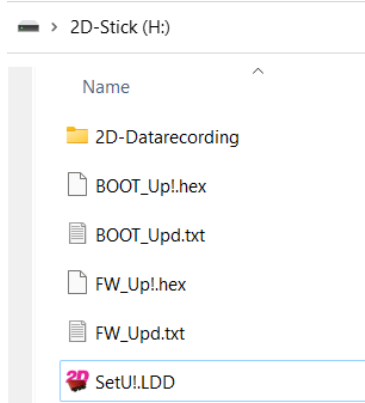 2D-Stick (H:)
Name
2D-Datarecording
BOOT_Up!.hex
BOOT_Upd.txt
FW_Up!.hex
FW_Upd.txt
2D SetU!.LDD